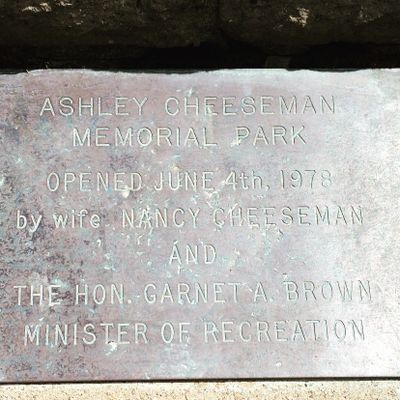 ASHLEY CHEESEMAN
MEMORIAL PARK
OPENED JUNE 4th, 1978
by wife NANCY CHEESEMAN
AND
THE HON. GARNET A. BROWN
MINISTER OF RECREATION